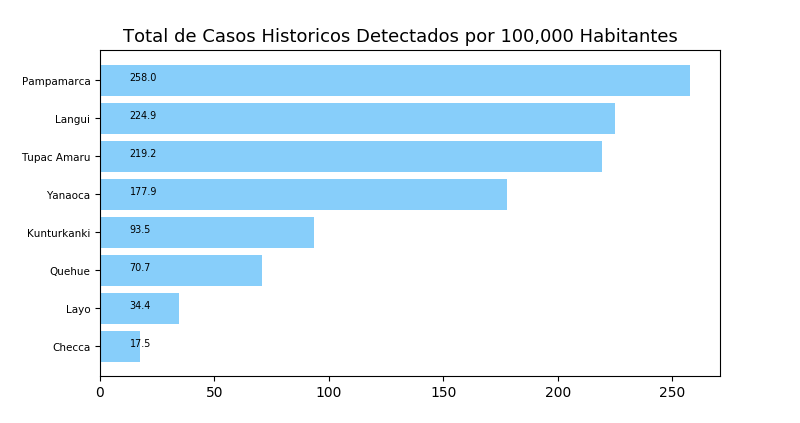 Total de Casos Historicos Detectados por 100,000 Habitantes
Pampamarca 258.0
Langui 224.9
Tupac Amaru 219.2
Yanaoca 177.9
Kunturkanki 93.5
Quehue 70.7
Layo 34.4
Checca 17.5
0 50 100 150 200 250